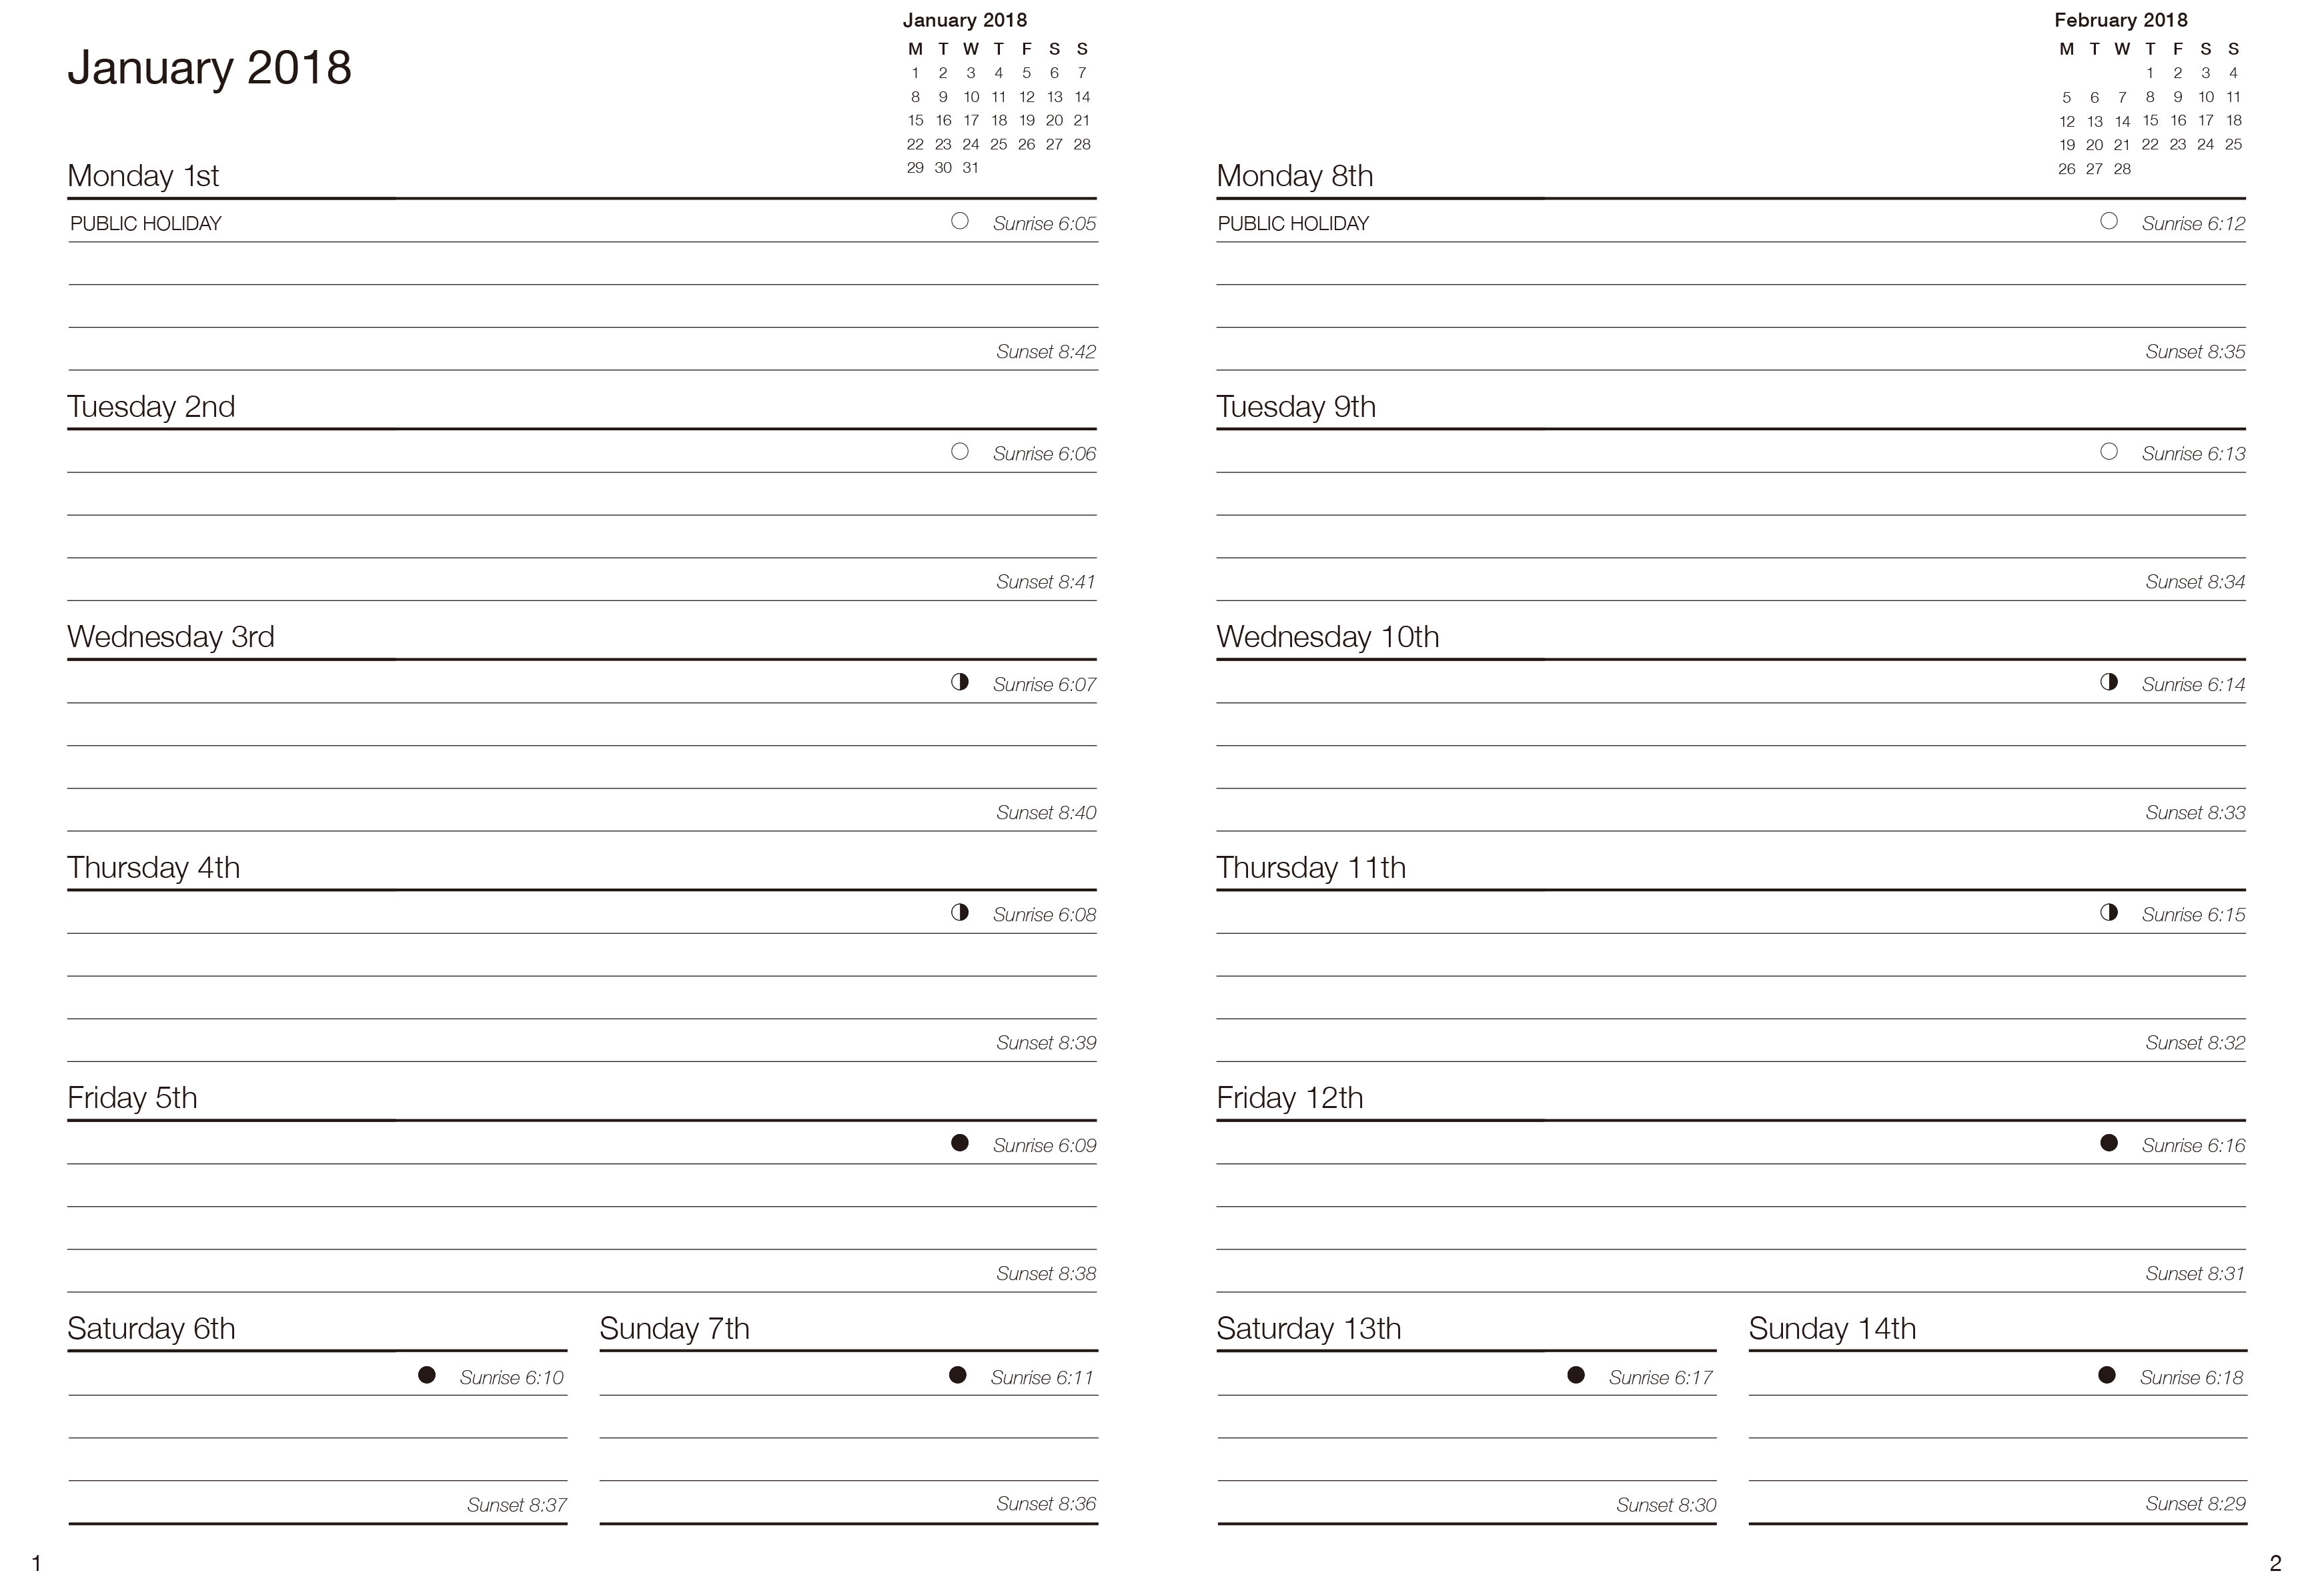 January 2018
January 2018
M T W T F S S
1 2 3 4 5 6 7
8 9 10 11 12 13 14
15 16 17 18 19 20 21
22 23 24 25 26 27 28
29 30 31
Monday 1st
PUBLIC HOLIDAY Sunrise 6:05
Sunset 8:42
Tuesday 2nd
Sunrise 6:06
Sunset 8:41
Wednesday 3rd
Sunrise 6:07
Sunset 8:40
Thursday 4th
Sunrise 6:08
Sunset 8:39
Friday 5th
Sunrise 6:09
Sunset 8:38
Saturday 6th
Sunrise 6:10
Sunset 8:37
Sunday 7th
Sunrise 6:11
Sunset 8:36
1
February 2018
M T W T F S S
1 2 3 4
5 6 7 8 9 10 11
12 13 14 15 16 17 18
19 20 21 22 23 24 25
26 27 28
Monday 8th
PUBLIC HOLIDAY Sunrise 6:12
Sunset 8:35
Tuesday 9th
Sunrise 6:13
Sunset 8:34
Wednesday 10th
Sunrise 6:14
Sunset 8:33
Thursday 11th
Sunrise 6:15
Sunset 8:32
Friday 12th
Sunrise 6:16
Sunset 8:31
Saturday 13th
Sunrise 6:17
Sunset 8:30
Sunday 14th
Sunrise 6:18
Sunset 8:29
2